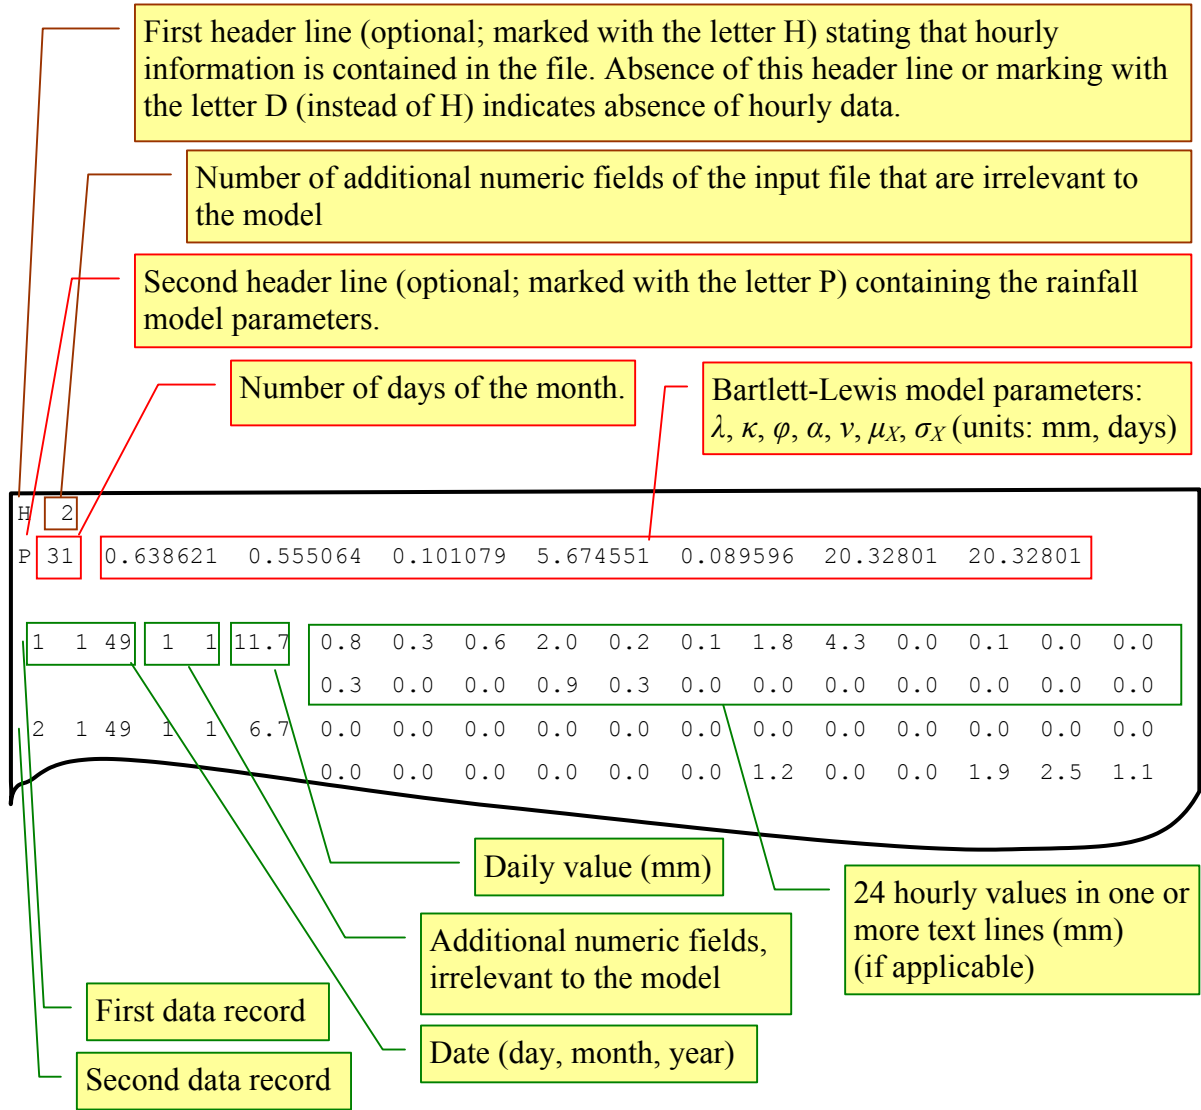 First header line (optional; marked with the letter H) stating that hourly
information is contained in the file. Absence of this header line or marking with
the letter D (instead of H) indicates absence of hourly data.
Number of additional numeric fields of the input file that are irrelevant to
the model
Second header line (optional; marked with the letter P) containing the rainfall
model parameters.
Number of days of the month.
Bartlett-Lewis model parameters:
λ, κ, φ, α, ν, μX, σX (units: mm, days)
H 2
P 31 0.638621 0.555064 0.101079 5.674551 0.089596 20.32801 20.32801
1 1 49 1 1 11.7 0.8 0.3 0.6 2.0 0.2 0.1 1.8 4.3 0.0 0.1 0.0 0.0
0.3 0.0 0.0 0.9 0.3 0.0 0.0 0.0 0.0 0.0 0.0 0.0
2 1 49 1 1 6.7 0.0 0.0 0.0 0.0 0.0 0.0 0.0 0.0 0.0 0.0 0.0 0.0
0.0 0.0 0.0 0.0 0.0 0.0 1.2 0.0 0.0 1.9 2.5 1.1
Daily value (mm)
24 hourly values in one or
more text lines (mm)
(if applicable)
Additional numeric fields,
irrelevant to the model
First data record
Date (day, month, year)
Second data record